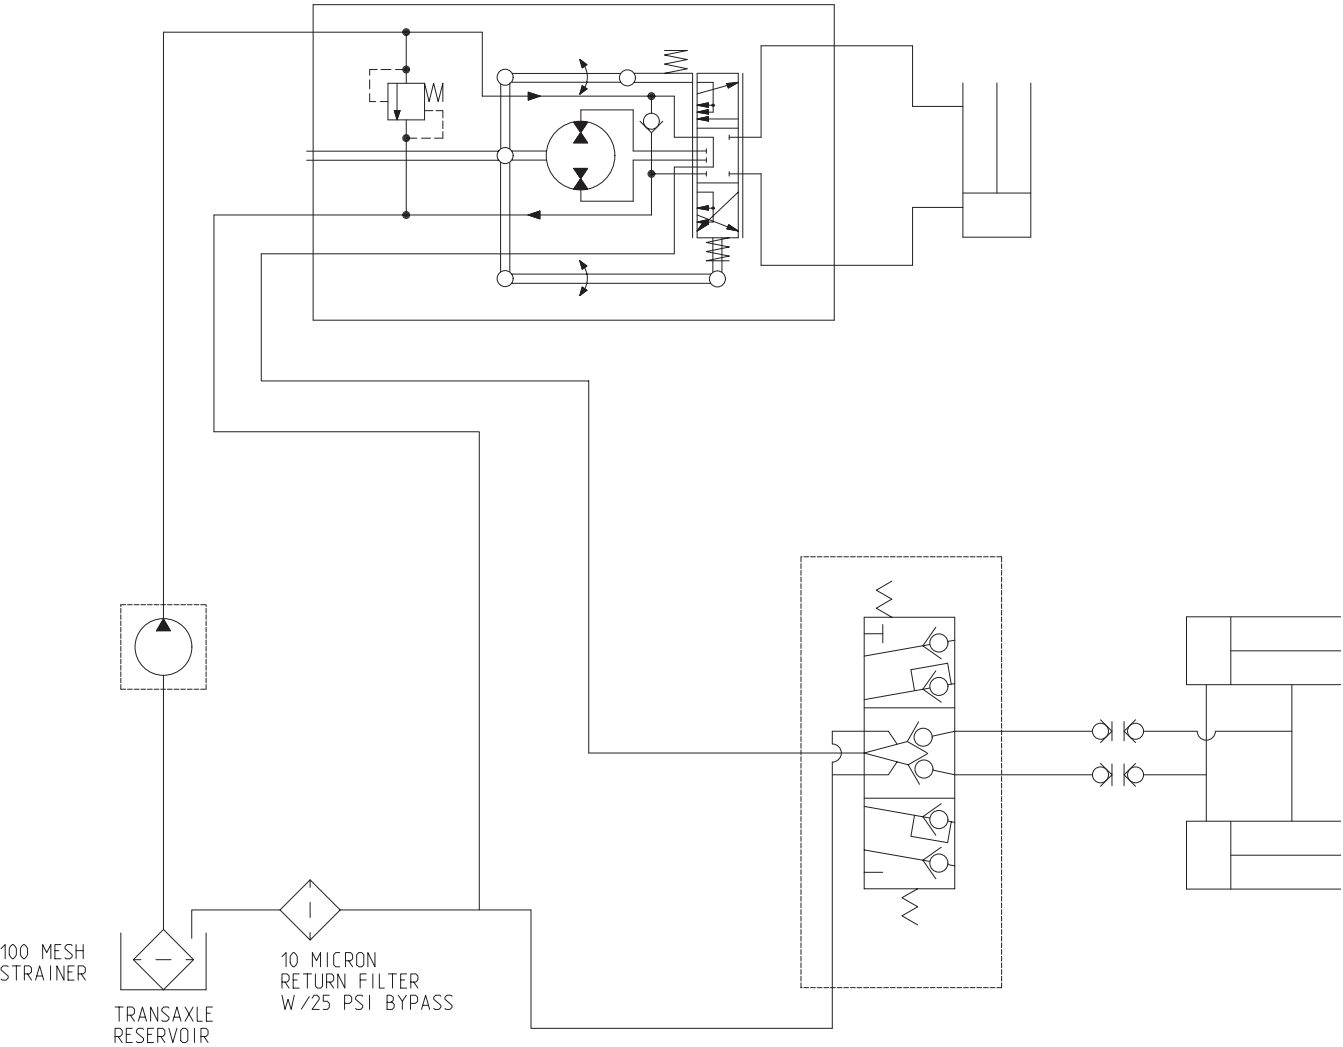 100 MESH
STRAINER
10 MICRON
RETURN FILTER
W/25 PSI BYPASS
TRANSAXLE
RESERVOIR